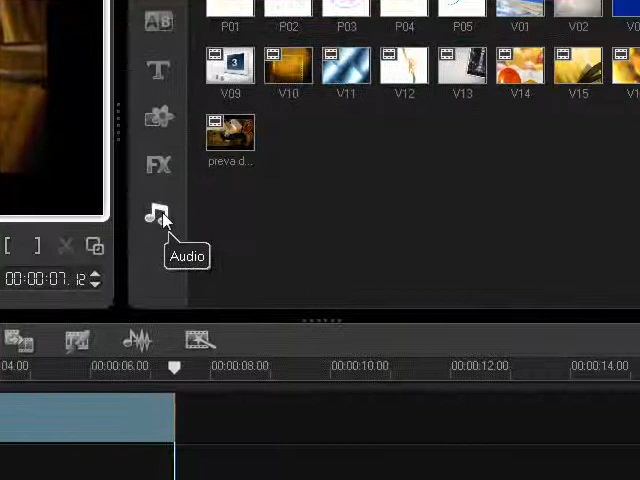 AB
P01 P02 P03 P04 P05 V01 V02
T
V09 V10 V11 V12 V13 V14 V15
FX
preva d...
Audio
[ ]
00:00:07. 12
04.00 00:00:06.00 00:00:08.00 00:00:10.00 00:00:12.00 00:00:14.00